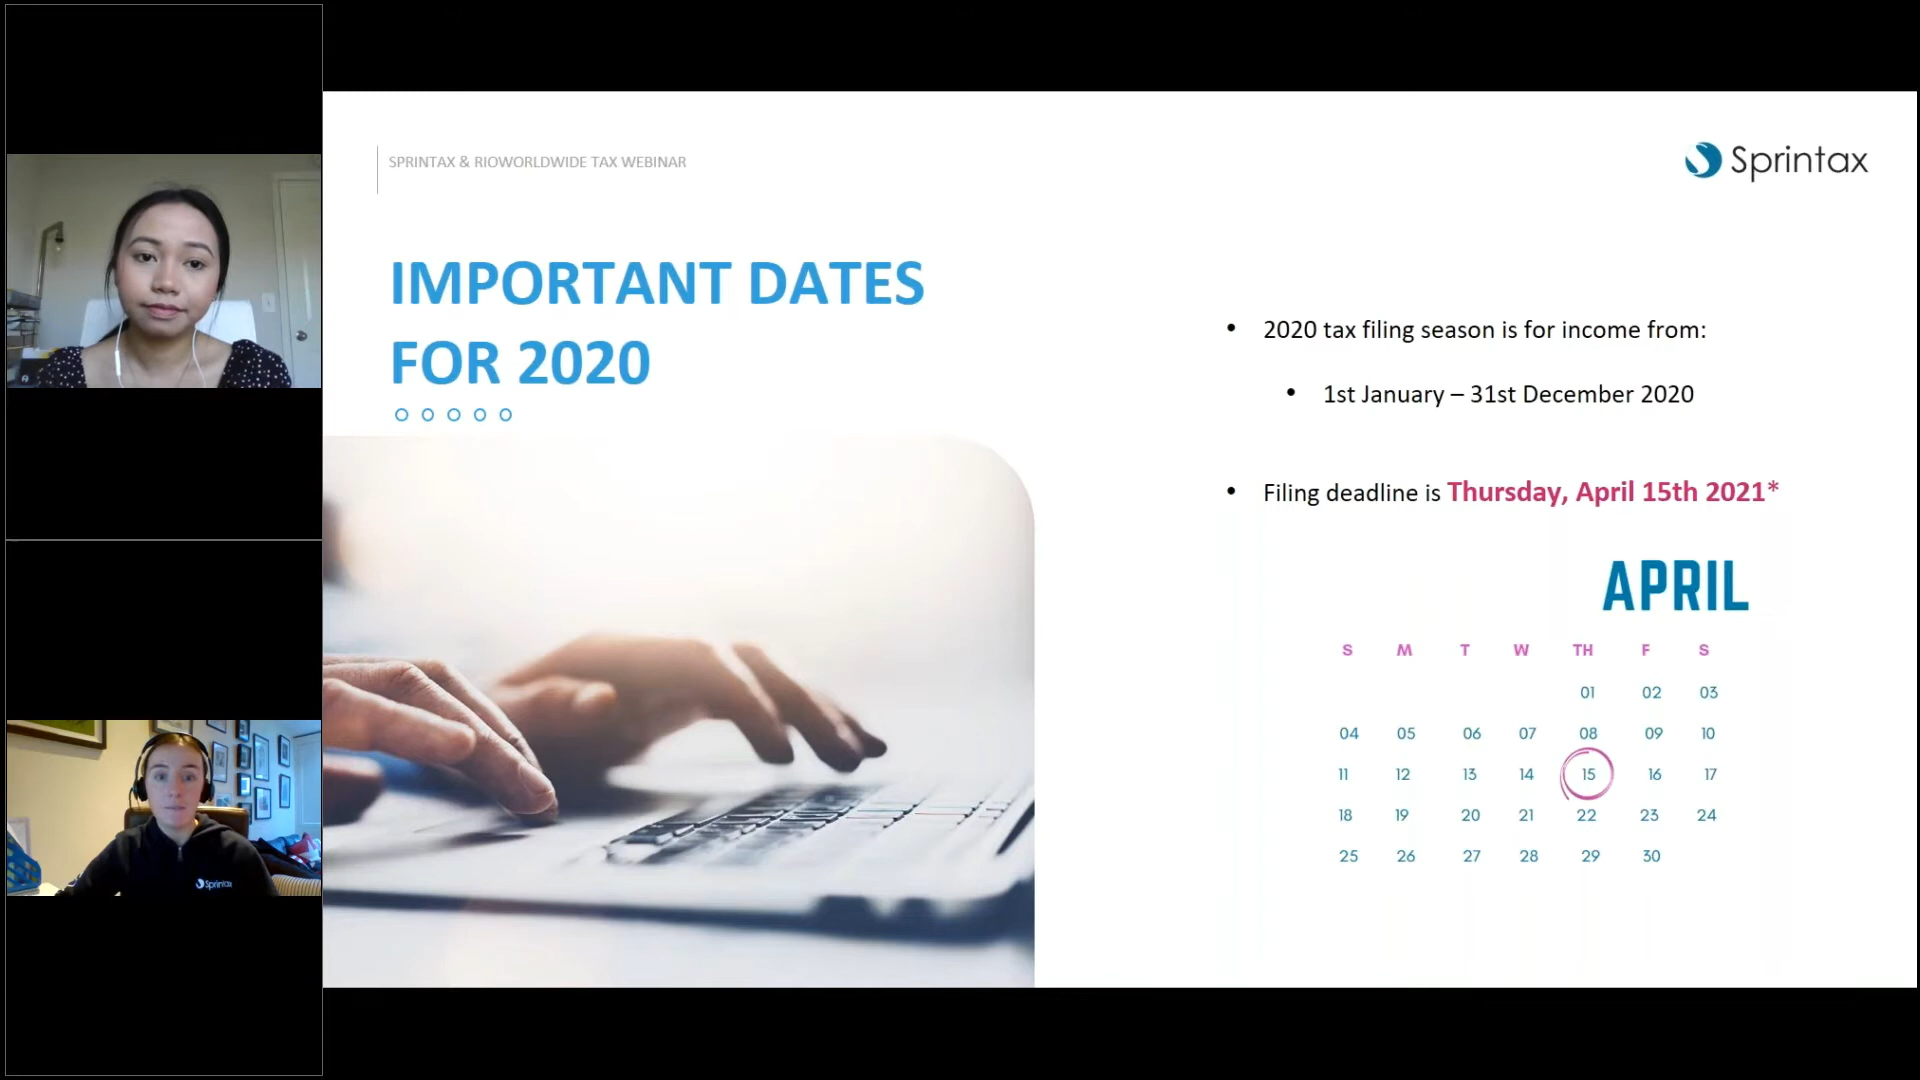 SPRINTAX & RIOWORLDWIDE TAX WEBINAR
Sprintax
IMPORTANT DATES
FOR 2020
• 2020 tax filing season is for income from:
• 1st January – 31st December 2020
• Filing deadline is Thursday, April 15th 2021*
APRIL
S M T W TH F S
01 02 03
04 05 06 07 08 09 10
11 12 13 14 15 16 17
18 19 20 21 22 23 24
25 26 27 28 29 30
Sprintax